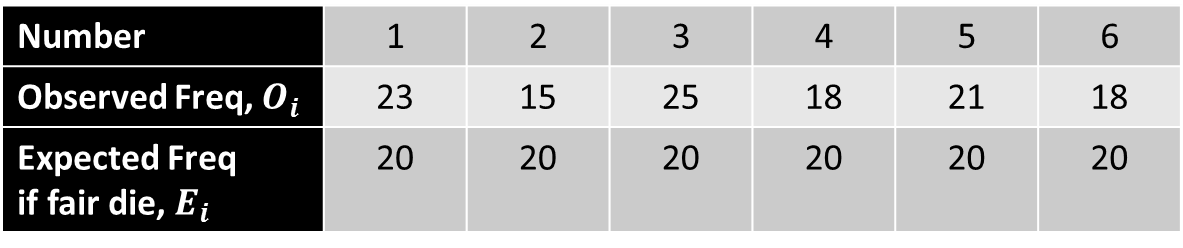 Number 1 2 3 4 5 6
Observed Freq, Oᵢ 23 15 25 18 21 18
Expected Freq 20 20 20 20 20 20
if fair die, Eᵢ